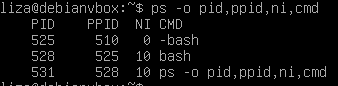 liza@debianvbox:~$ ps -o pid,ppid,ni,cmd
PID PPID NI CMD
525 510 0 -bash
528 525 10 bash
531 528 10 ps -o pid,ppid,ni,cmd
liza@debianvbox:~$